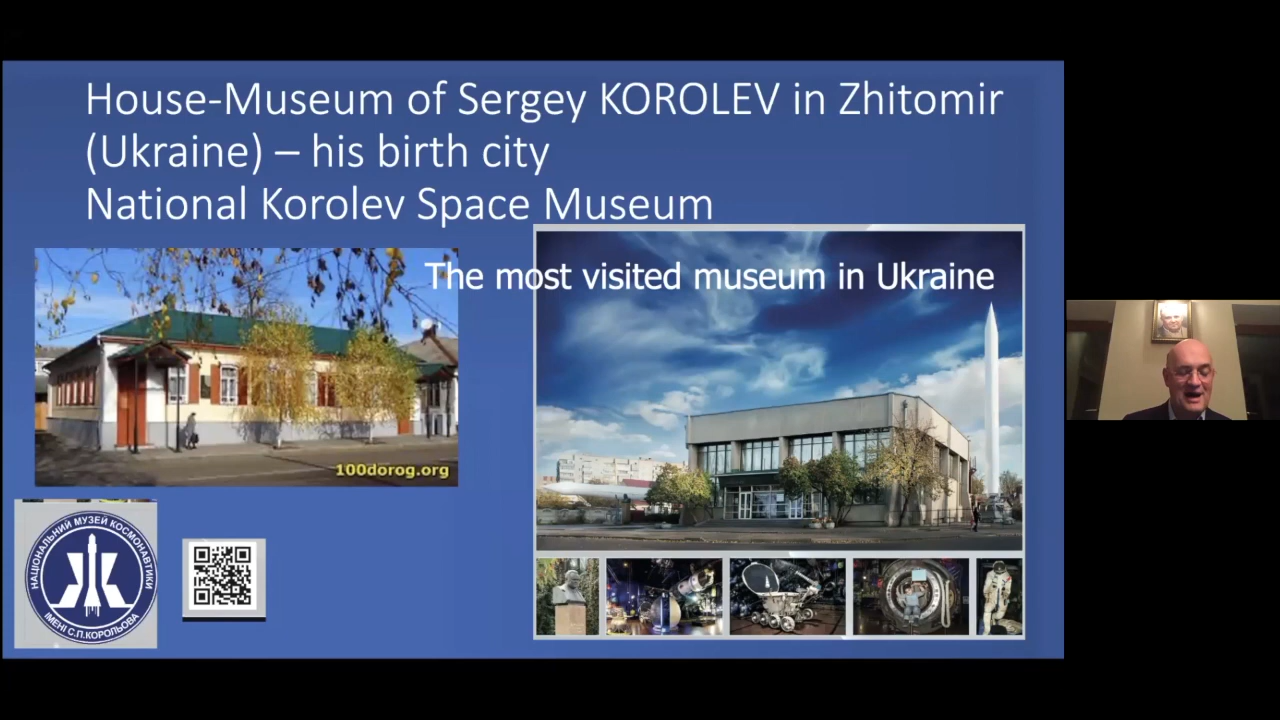 House-Museum of Sergey KOROLEV in Zhitomir
(Ukraine) – his birth city
National Korolev Space Museum
The most visited museum in Ukraine
100dorog.org
НАЦІОНАЛЬНИЙ МУЗЕЙ КОСМОНАВТИКИ
ІМЕНІ С.П.КОРОЛЬОВА